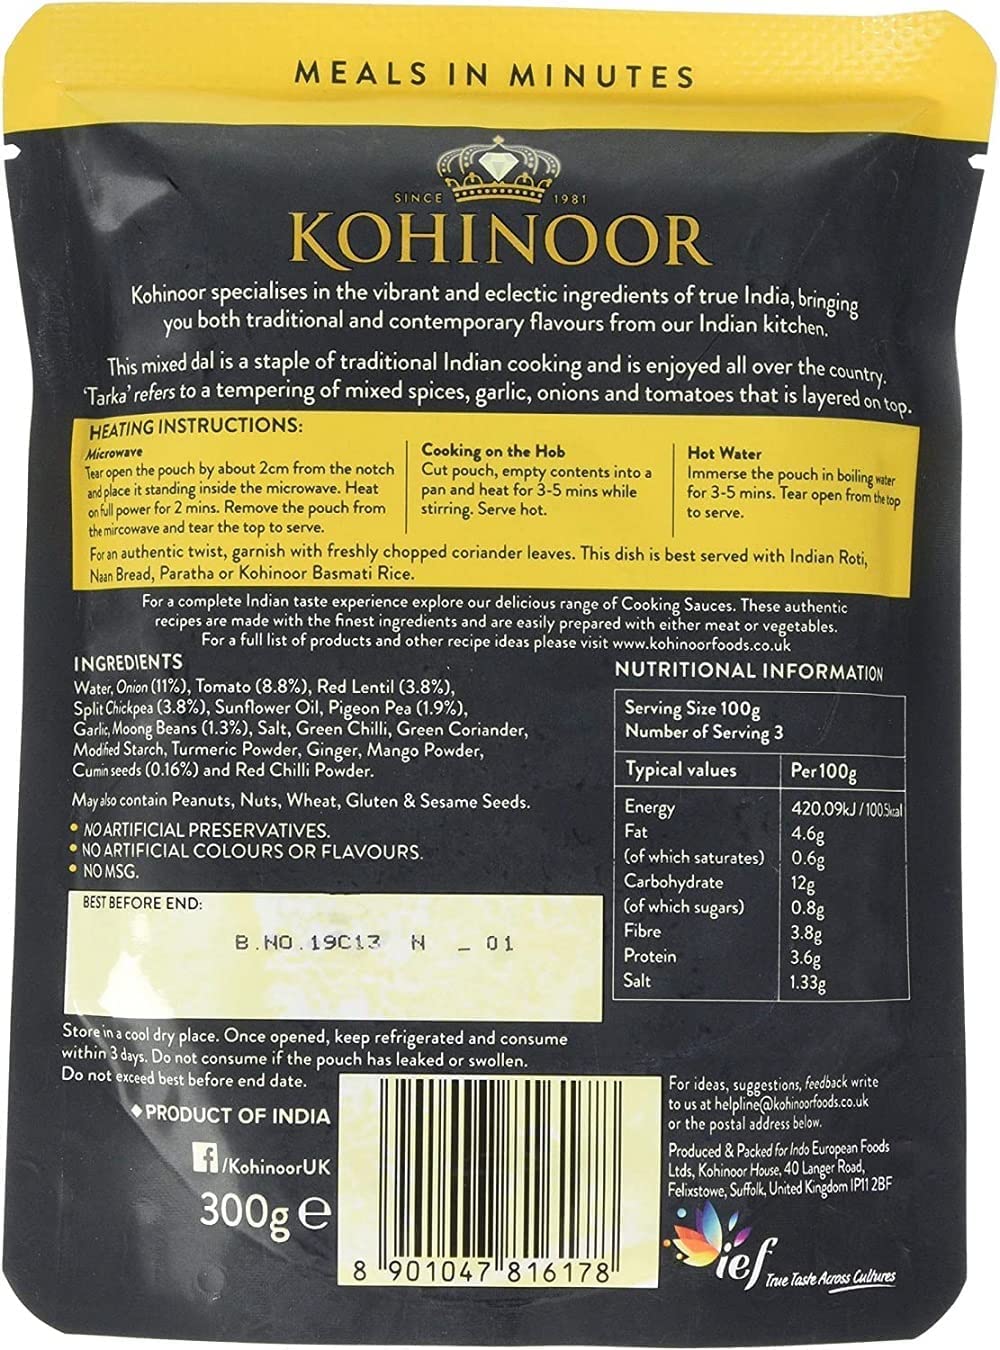 MEALS IN MINUTES
SINCE 1981
KOHINOOR
Kohinoor specialises in the vibrant and eclectic ingredients of true India, bringing
you both traditional and contemporary flavours from our Indian kitchen.
This mixed dal is a staple of traditional Indian cooking and is enjoyed all over the country.
'Tarka' refers to a tempering of mixed spices, garlic, onions and tomatoes that is layered on top.
HEATING INSTRUCTIONS:
Microwave
Tear open the pouch by about 2cm from the notch
and place it standing inside the microwave. Heat
on full power for 2 mins. Remove the pouch from
the mircowave and tear the top to serve.
Cooking on the Hob
Cut pouch, empty contents into a
pan and heat for 3-5 mins while
stirring. Serve hot.
Hot Water
Immerse the pouch in boiling water
for 3-5 mins. Tear open from the top
to serve.
For an authentic twist, garnish with freshly chopped coriander leaves. This dish is best served with Indian Roti,
Naan Bread, Paratha or Kohinoor Basmati Rice.
For a complete Indian taste experience explore our delicious range of Cooking Sauces. These authentic
recipes are made with the finest ingredients and are easily prepared with either meat or vegetables.
For a full list of products and other recipe ideas please visit www.kohinoorfoods.co.uk
INGREDIENTS
Water, Onion (11%), Tomato (8.8%), Red Lentil (3.8%),
Split Chickpea (3.8%), Sunflower Oil, Pigeon Pea (1.9%),
Garlic, Moong Beans (1.3%), Salt, Green Chilli, Green Coriander,
Modified Starch, Turmeric Powder, Ginger, Mango Powder,
Cumin seeds (0.16%) and Red Chilli Powder.
May also contain Peanuts, Nuts, Wheat, Gluten & Sesame Seeds.
• NO ARTIFICIAL PRESERVATIVES.
• NO ARTIFICIAL COLOURS OR FLAVOURS.
• NO MSG.
BEST BEFORE END:
B.NO.19C13 N _ 01
Store in a cool dry place. Once opened, keep refrigerated and consume
within 3 days. Do not consume if the pouch has leaked or swollen.
Do not exceed best before end date.
◆ PRODUCT OF INDIA
f /KohinoorUK
300g ℮
8 901047 816178
NUTRITIONAL INFORMATION
Serving Size 100g
Number of Serving 3
Typical values Per 100g
Energy 420.09kJ / 100.5kcal
Fat 4.6g
(of which saturates) 0.6g
Carbohydrate 12g
(of which sugars) 0.8g
Fibre 3.8g
Protein 3.6g
Salt 1.33g
For ideas, suggestions, feedback write
to us at helpline@kohinoorfoods.co.uk
or the postal address below.
Produced & Packed for Indo European Foods
Ltds, Kohinoor House, 40 Langer Road,
Felixstowe, Suffolk, United Kingdom IP11 2BF
ief
True Taste Across Cultures